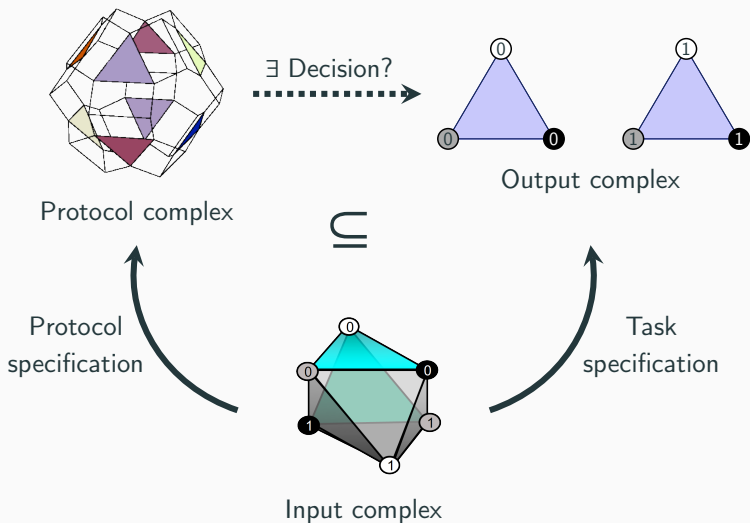 ∃ Decision?
0
1
0
0
1
1
Output complex
Protocol complex
⊆
Protocol
specification
Task
specification
0
0
0
1
1
1
Input complex